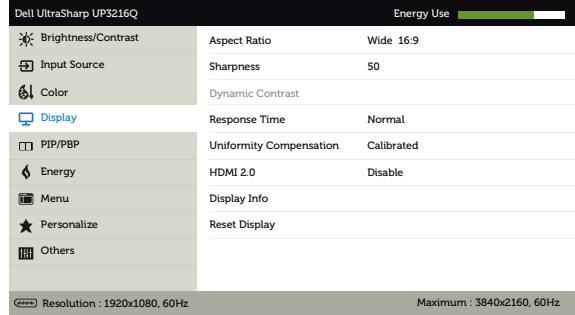 Dell UltraSharp UP3216Q Energy Use
Brightness/Contrast
Input Source
Color
Display
PIP/PBP
Energy
Menu
Personalize
Others
Aspect Ratio Wide 16:9
Sharpness 50
Dynamic Contrast
Response Time Normal
Uniformity Compensation Calibrated
HDMI 2.0 Disable
Display Info
Reset Display
Resolution : 1920x1080, 60Hz Maximum : 3840x2160, 60Hz